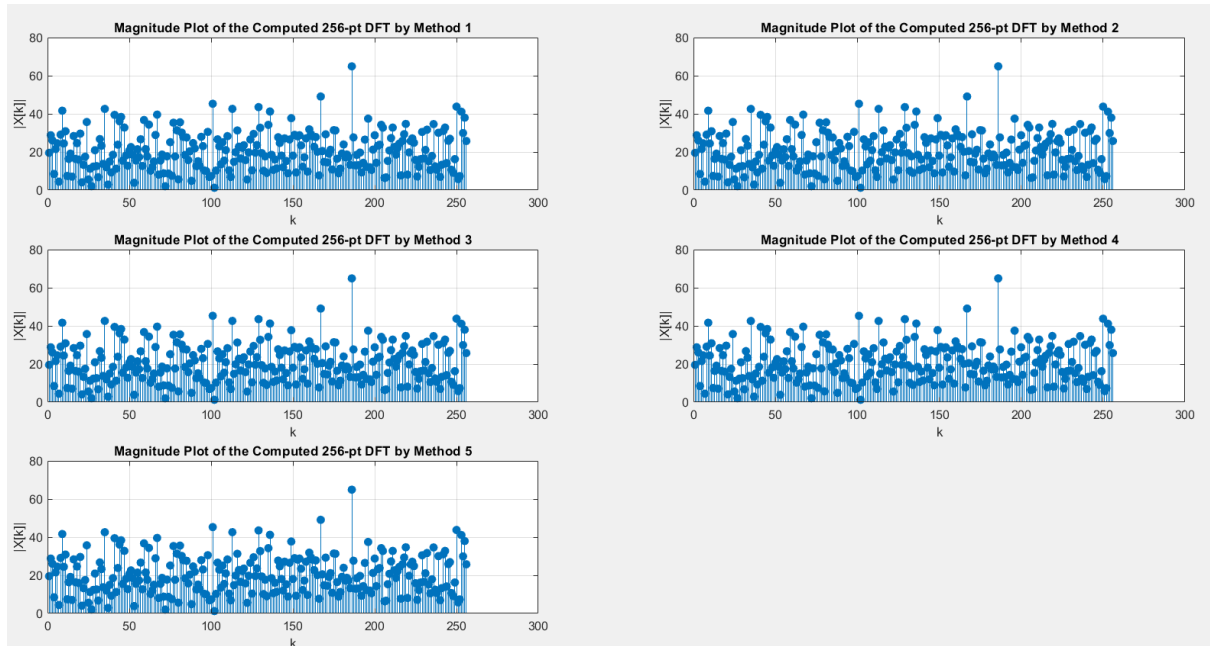 Magnitude Plot of the Computed 256-pt DFT by Method 1
80
60
40
20
0
|X[k]|
0 50 100 150 200 250 300
k
Magnitude Plot of the Computed 256-pt DFT by Method 2
80
60
40
20
0
|X[k]|
0 50 100 150 200 250 300
k
Magnitude Plot of the Computed 256-pt DFT by Method 3
80
60
40
20
0
|X[k]|
0 50 100 150 200 250 300
k
Magnitude Plot of the Computed 256-pt DFT by Method 4
80
60
40
20
0
|X[k]|
0 50 100 150 200 250 300
k
Magnitude Plot of the Computed 256-pt DFT by Method 5
80
60
40
20
0
|X[k]|
0 50 100 150 200 250 300
k